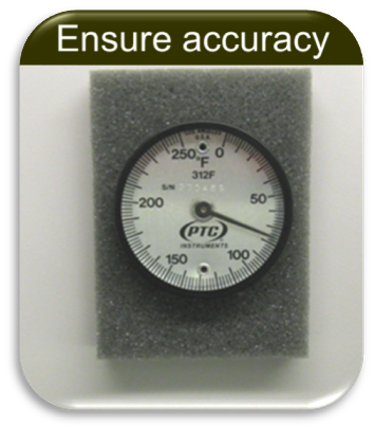 Ensure accuracy
USA
250 °F 0
312F
S/N
200 50
PTC
INSTRUMENTS
150 100